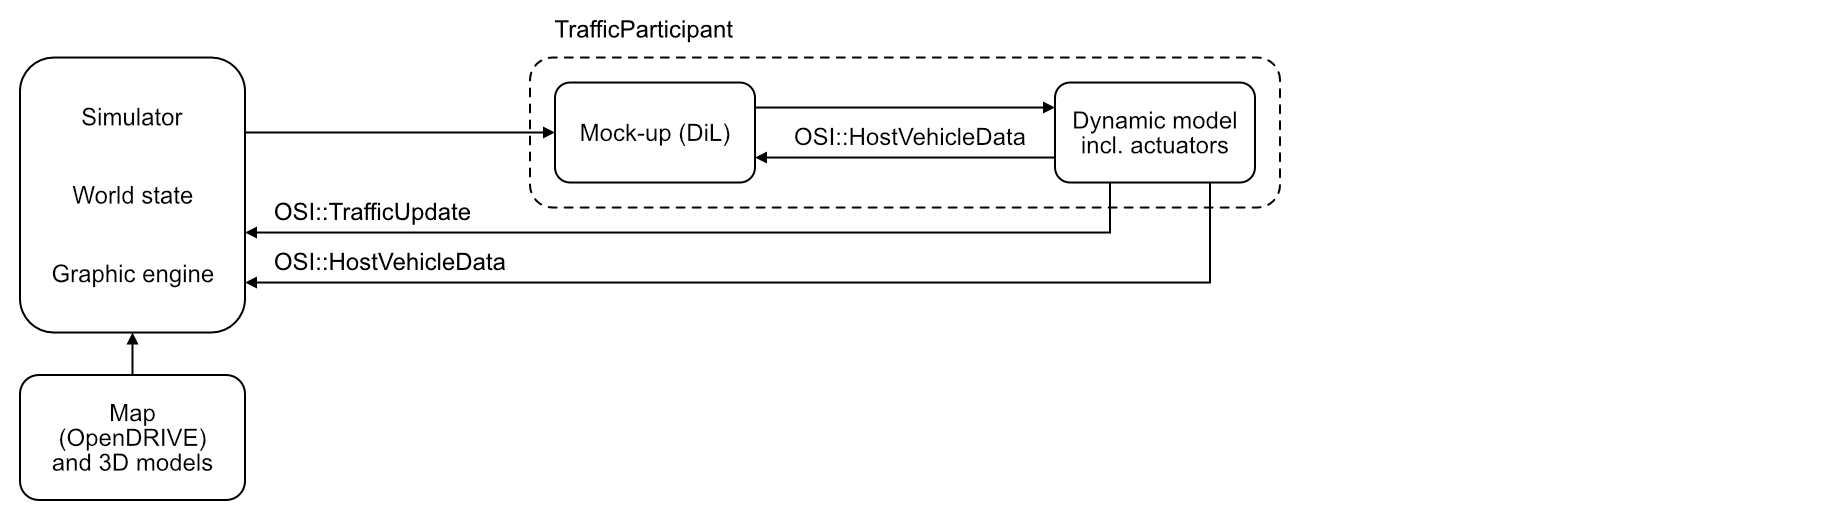 TrafficParticipant
Simulator
World state
Graphic engine
Mock-up (DiL)
OSI::HostVehicleData
Dynamic model
incl. actuators
OSI::TrafficUpdate
OSI::HostVehicleData
Map
(OpenDRIVE)
and 3D models